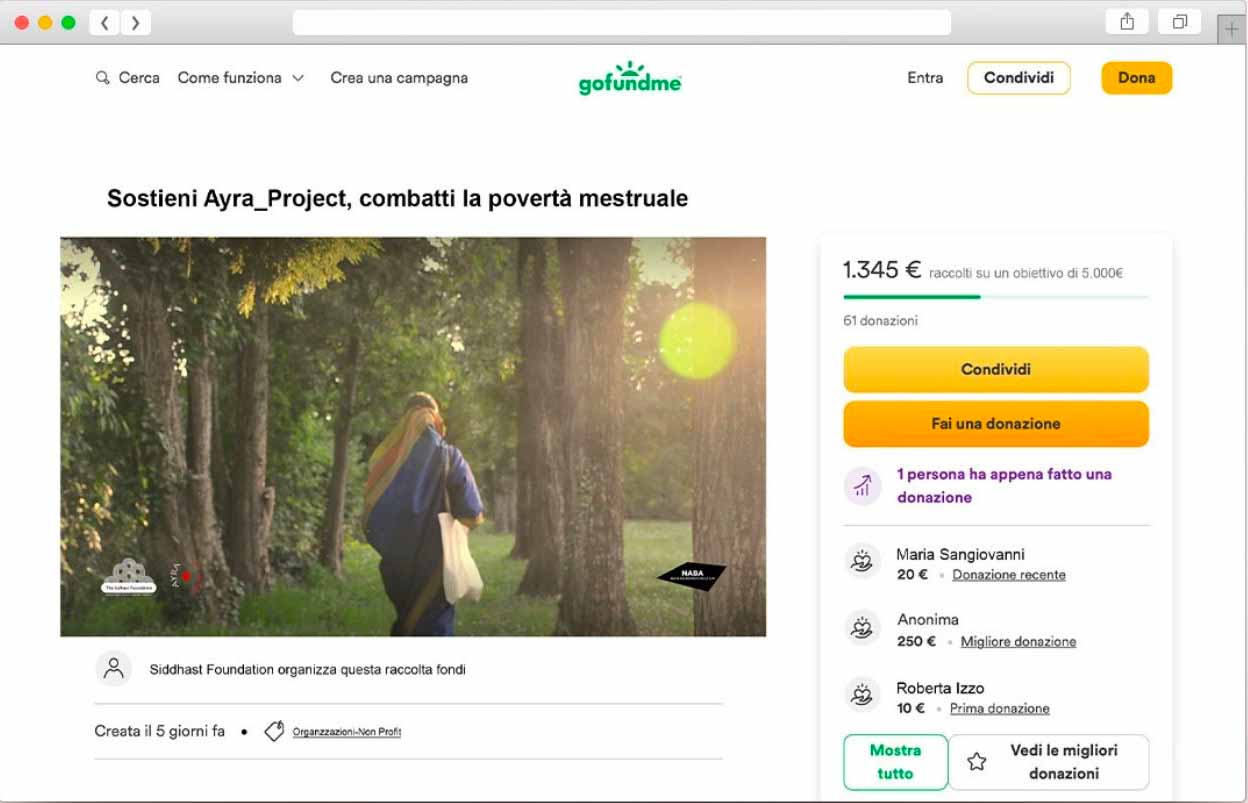 Cerca
Come funziona
Crea una campagna
gofundme
Entra
Condividi
Dona
Sostieni Ayra_Project, combatti la povertà mestruale
AYRA
NABA
Siddhast Foundation organizza questa raccolta fondi
Creata il 5 giorni fa
Organzzazioni-Non Profit
1.345 € raccolti su un obiettivo di 5.000€
61 donazioni
Condividi
Fai una donazione
1 persona ha appena fatto una
donazione
Maria Sangiovanni
20 € • Donazione recente
Anonima
250 € • Migliore donazione
Roberta Izzo
10 € • Prima donazione
Mostra
tutto
Vedi le migliori
donazioni